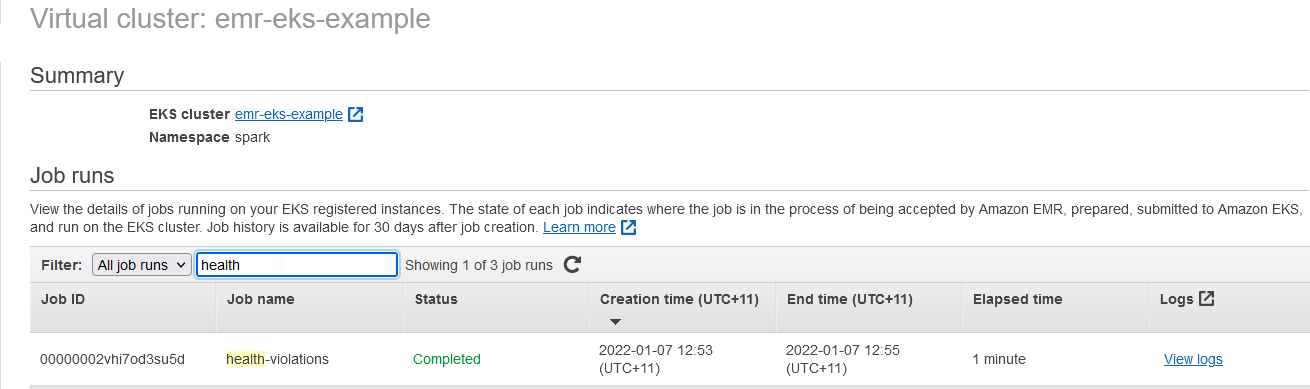 Virtual cluster: emr-eks-example
Summary
EKS cluster emr-eks-example
Namespace spark
Job runs
View the details of jobs running on your EKS registered instances. The state of each job indicates where the job is in the process of being accepted by Amazon EMR, prepared, submitted to Amazon EKS,
and run on the EKS cluster. Job history is available for 30 days after job creation. Learn more
Filter: All job runs health Showing 1 of 3 job runs
Job ID Job name Status Creation time (UTC+11) End time (UTC+11) Elapsed time Logs
00000002vhi7od3su5d health-violations Completed 2022-01-07 12:53 (UTC+11) 2022-01-07 12:55 (UTC+11) 1 minute View logs